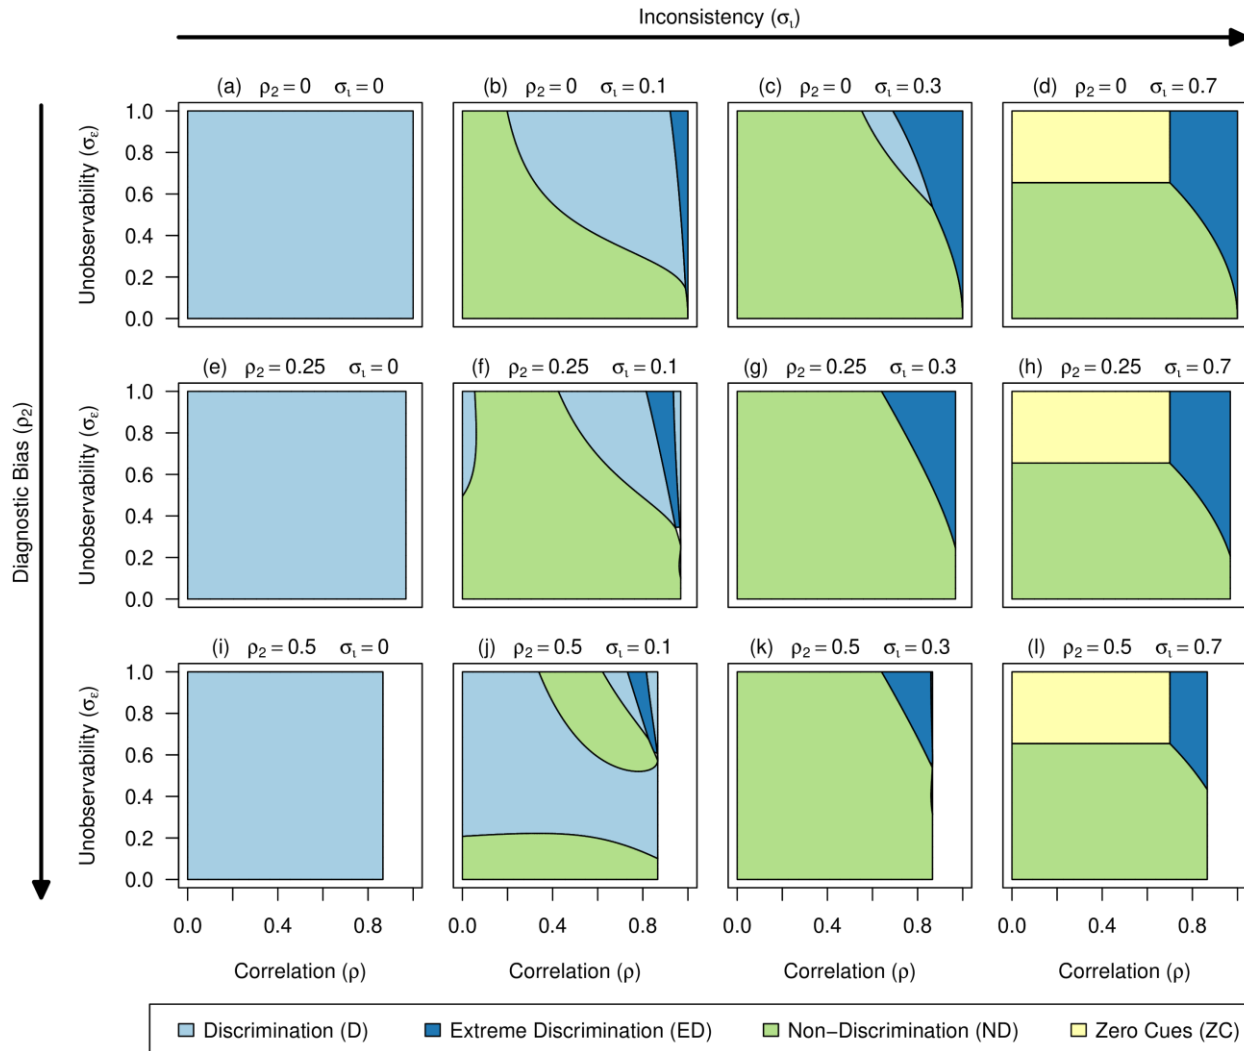 Inconsistency (σι)
Diagnostic Bias (ρ₂)
(a) ρ₂ = 0 σι = 0
(b) ρ₂ = 0 σι = 0.1
(c) ρ₂ = 0 σι = 0.3
(d) ρ₂ = 0 σι = 0.7
Unobservability (σε)
1.0
0.8
0.6
0.4
0.2
0.0
(e) ρ₂ = 0.25 σι = 0
(f) ρ₂ = 0.25 σι = 0.1
(g) ρ₂ = 0.25 σι = 0.3
(h) ρ₂ = 0.25 σι = 0.7
Unobservability (σε)
1.0
0.8
0.6
0.4
0.2
0.0
(i) ρ₂ = 0.5 σι = 0
(j) ρ₂ = 0.5 σι = 0.1
(k) ρ₂ = 0.5 σι = 0.3
(l) ρ₂ = 0.5 σι = 0.7
Unobservability (σε)
1.0
0.8
0.6
0.4
0.2
0.0
0.0 0.4 0.8
0.0 0.4 0.8
0.0 0.4 0.8
0.0 0.4 0.8
Correlation (ρ)
Correlation (ρ)
Correlation (ρ)
Correlation (ρ)
Discrimination (D)
Extreme Discrimination (ED)
Non−Discrimination (ND)
Zero Cues (ZC)